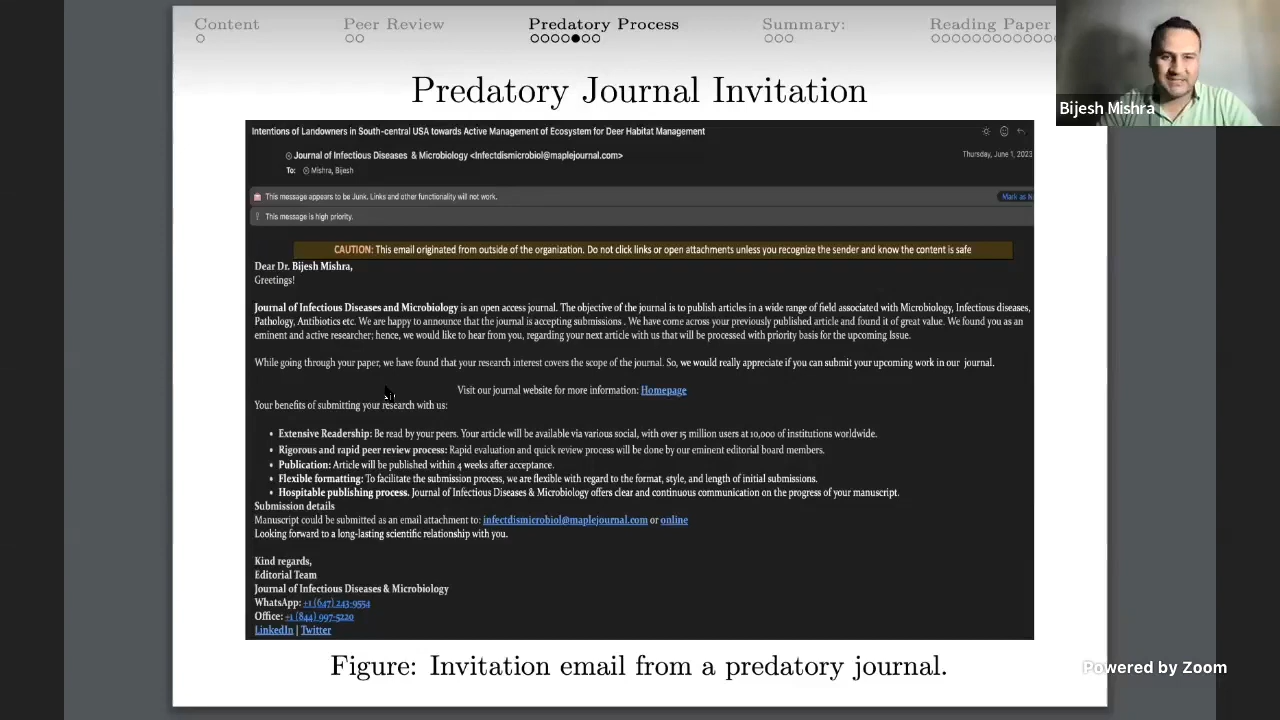 Content Peer Review Predatory Process Summary: Reading Paper
Bijesh Mishra
Predatory Journal Invitation
Intentions of Landowners in South-central USA towards Active Management of Ecosystem for Deer Habitat Management
Journal of Infectious Diseases & Microbiology <Infectdismicrobiol@maplejournal.com>
Thursday, June 1, 2023
To: Mishra, Bijesh
This message appears to be Junk. Links and other functionality will not work.
Mark as N
This message is high priority.
CAUTION: This email originated from outside of the organization. Do not click links or open attachments unless you recognize the sender and know the content is safe
Dear Dr. Bijesh Mishra,
Greetings!
Journal of Infectious Diseases and Microbiology is an open access journal. The objective of the journal is to publish articles in a wide range of field associated with Microbiology, Infectious diseases,
Pathology, Antibiotics etc. We are happy to announce that the journal is accepting submissions . We have come across your previously published article and found it of great value. We found you as an
eminent and active researcher; hence, we would like to hear from you, regarding your next article with us that will be processed with priority basis for the upcoming Issue.
While going through your paper, we have found that your research interest covers the scope of the journal. So, we would really appreciate if you can submit your upcoming work in our journal.
Visit our journal website for more information: Homepage
Your benefits of submitting your research with us:
• Extensive Readership: Be read by your peers. Your article will be available via various social, with over 15 million users at 10,000 of institutions worldwide.
• Rigorous and rapid peer review process: Rapid evaluation and quick review process will be done by our eminent editorial board members.
• Publication: Article will be published within 4 weeks after acceptance.
• Flexible formatting: To facilitate the submission process, we are flexible with regard to the format, style, and length of initial submissions.
• Hospitable publishing process. Journal of Infectious Diseases & Microbiology offers clear and continuous communication on the progress of your manuscript.
Submission details
Manuscript could be submitted as an email attachment to: infectdismicrobiol@maplejournal.com or online
Looking forward to a long-lasting scientific relationship with you.
Kind regards,
Editorial Team
Journal of Infectious Diseases & Microbiology
WhatsApp: +1 (647) 243-9554
Office: +1 (844) 997-5220
LinkedIn | Twitter
Figure: Invitation email from a predatory journal.
Powered by Zoom